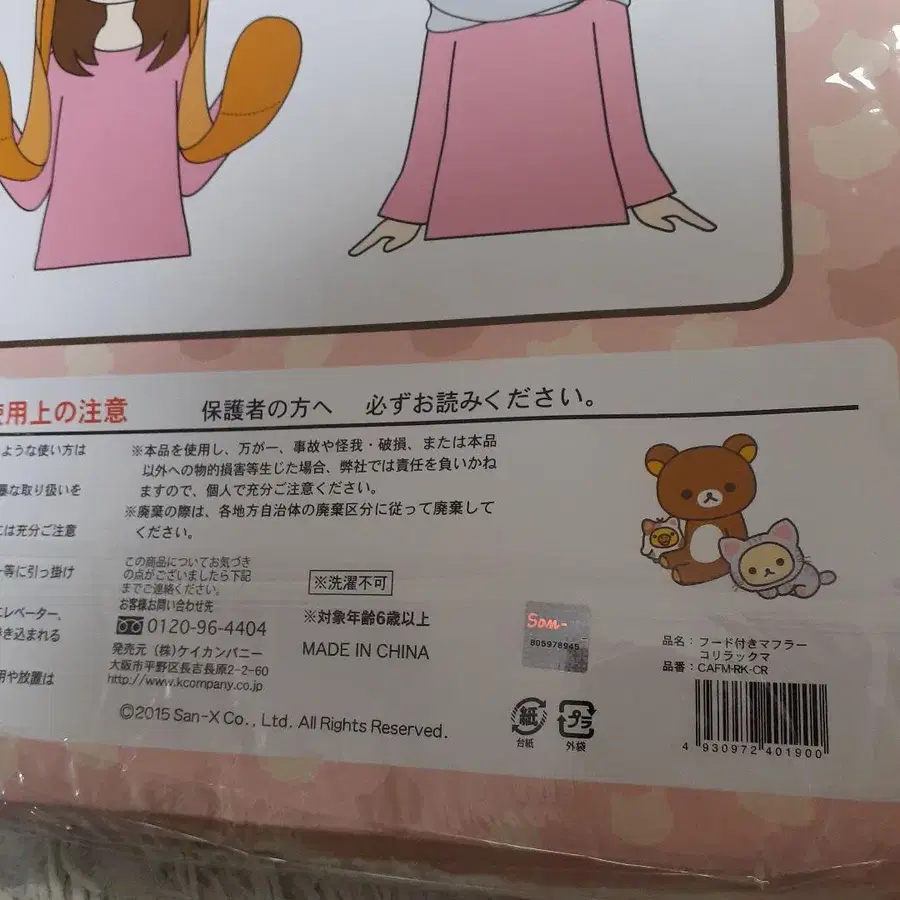 使用上の注意 保護者の方へ 必ずお読みください。
ような使い方は
暴な取り扱いを
には充分ご注意
等に引っ掛け
エレベーター、
き込まれる
用や放置は
※本品を使用し、万が一、事故や怪我・破損、または本品
以外への物的損害等生じた場合、弊社では責任を負いかね
ますので、個人で充分ご注意ください。
※廃棄の際は、各地方自治体の廃棄区分に従って廃棄して
ください。
この商品についてお気づき
の点がございましたら下記
までご連絡ください。
お客様お問い合わせ先
0120-96-4404
発売元 (株)ケイカンパニー
大阪市平野区長吉長原2-2-60
http://www.kcompany.co.jp
※洗濯不可
※対象年齢6歳以上
MADE IN CHINA
©2015 San-X Co., Ltd. All Rights Reserved.
San-
805978945
紙
台紙
プラ
外袋
品名：フード付きマフラー
コリラックマ
品番：CAFM-RK-CR
4 930972 401900